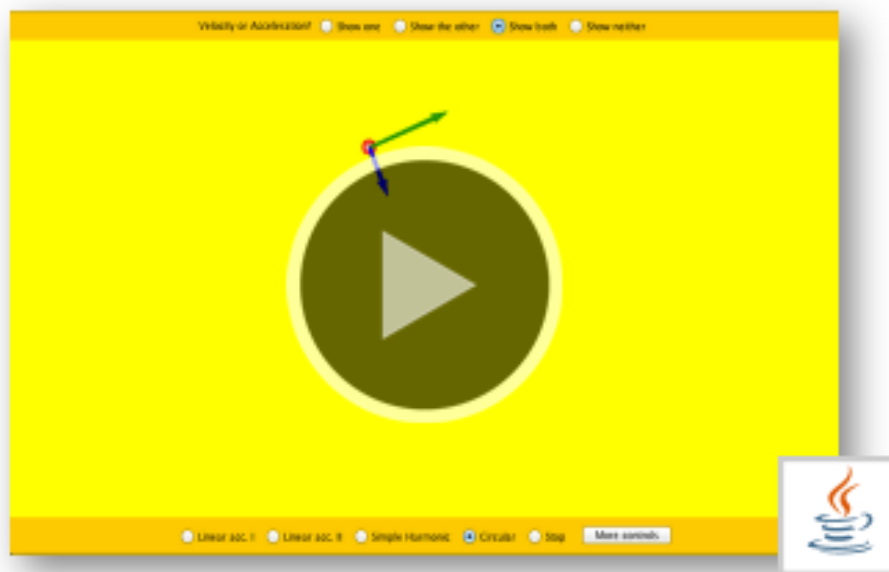 Velocity or Acceleration? Show one Show the other Show both Show neither
Linear acc. I Linear acc. II Simple Harmonic Circular Stop More controls